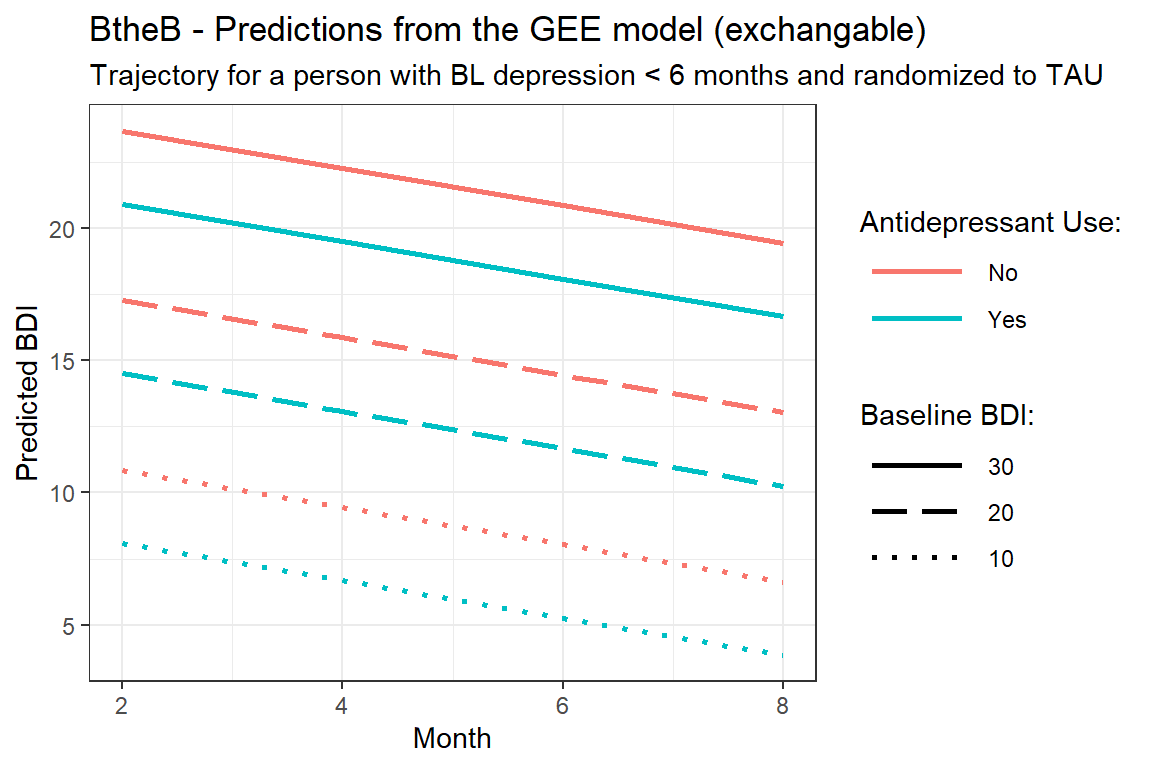 BtheB - Predictions from the GEE model (exchangable)
Trajectory for a person with BL depression < 6 months and randomized to TAU
Predicted BDI
20
15
10
5
2 4 6 8
Month
Antidepressant Use:
No
Yes
Baseline BDI:
30
20
10